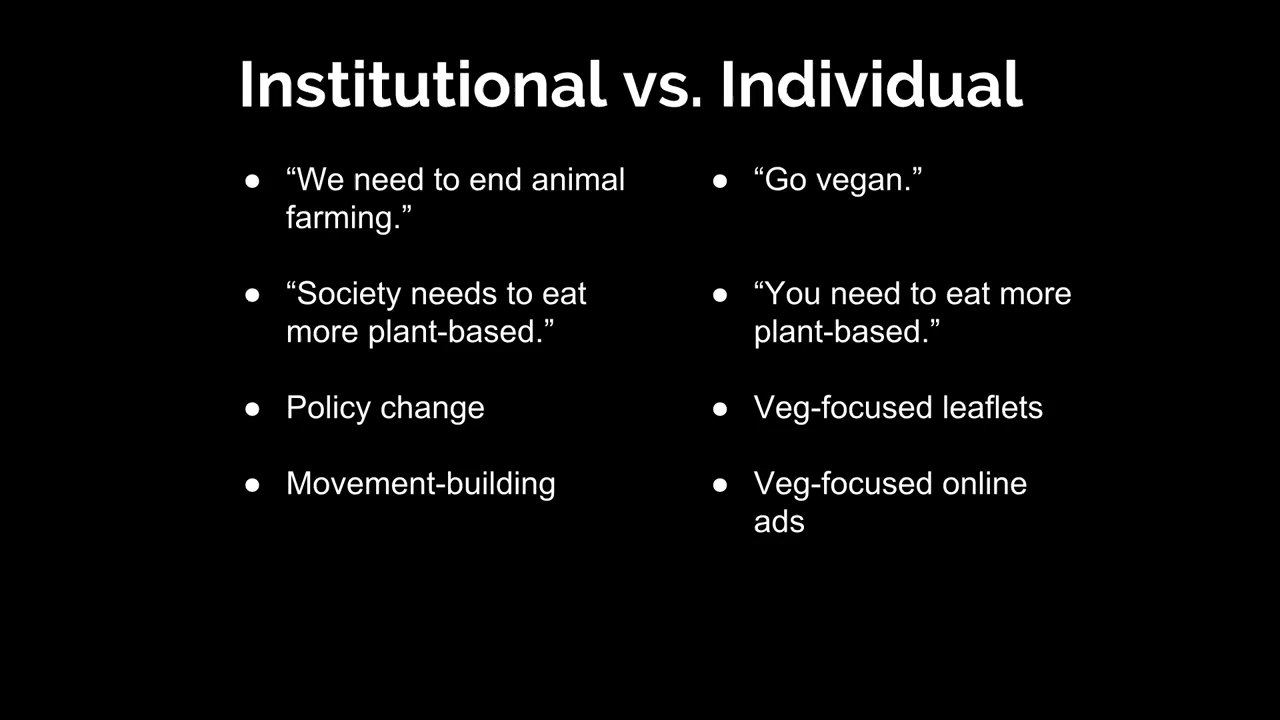 Institutional vs. Individual
● “We need to end animal
farming.”
● “Society needs to eat
more plant-based.”
● Policy change
● Movement-building
● “Go vegan.”
● “You need to eat more
plant-based.”
● Veg-focused leaflets
● Veg-focused online
ads